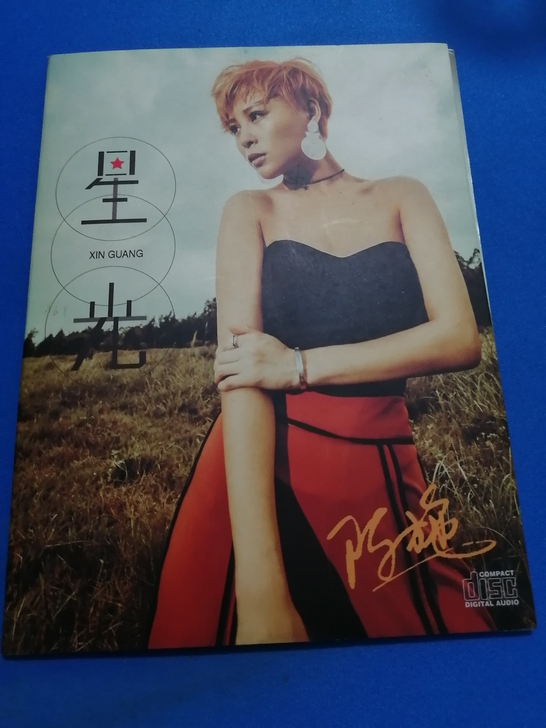 星
XIN GUANG
光
COMPACT
disc
DIGITAL AUDIO